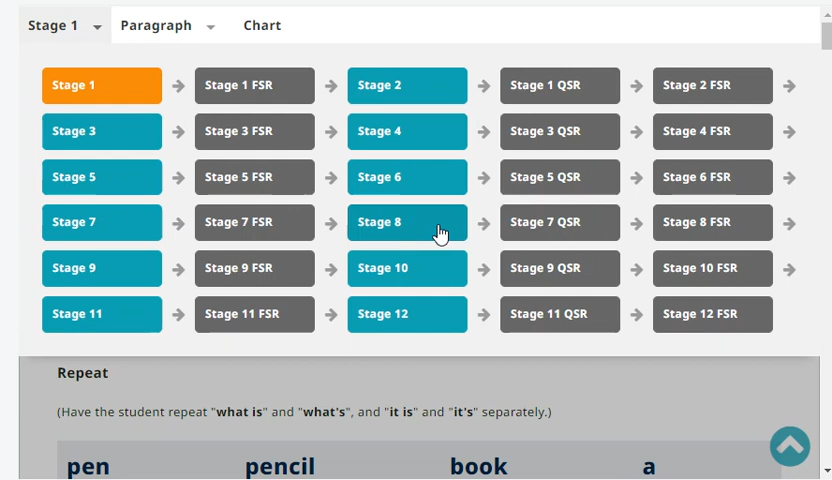 Stage 1 Paragraph Chart
Stage 1 Stage 1 FSR Stage 2 Stage 1 QSR Stage 2 FSR
Stage 3 Stage 3 FSR Stage 4 Stage 3 QSR Stage 4 FSR
Stage 5 Stage 5 FSR Stage 6 Stage 5 QSR Stage 6 FSR
Stage 7 Stage 7 FSR Stage 8 Stage 7 QSR Stage 8 FSR
Stage 9 Stage 9 FSR Stage 10 Stage 9 QSR Stage 10 FSR
Stage 11 Stage 11 FSR Stage 12 Stage 11 QSR Stage 12 FSR
Repeat
(Have the student repeat "what is" and "what's", and "it is" and "it's" separately.)
pen pencil book a